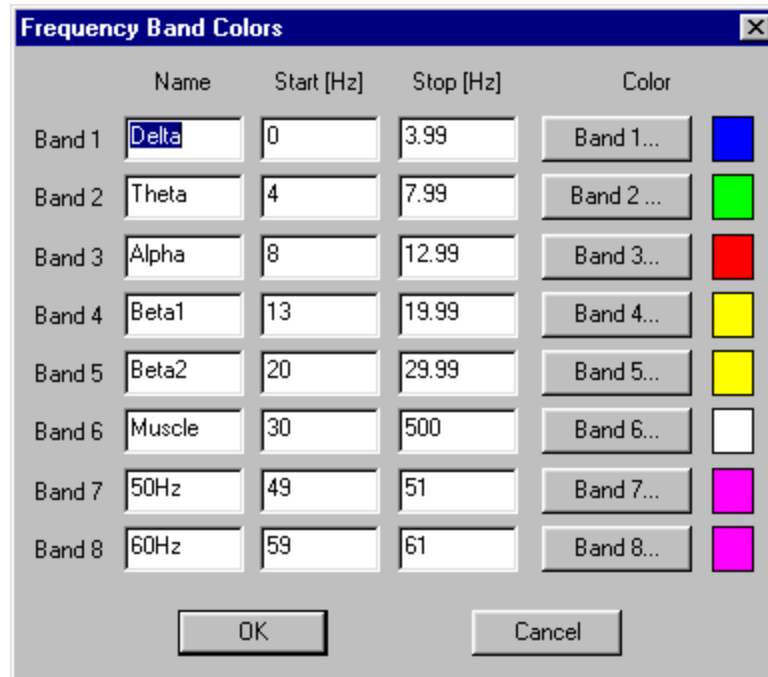 Frequency Band Colors
Name Start [Hz] Stop [Hz] Color
Band 1 Delta 0 3.99 Band 1...
Band 2 Theta 4 7.99 Band 2 ...
Band 3 Alpha 8 12.99 Band 3...
Band 4 Beta1 13 19.99 Band 4...
Band 5 Beta2 20 29.99 Band 5...
Band 6 Muscle 30 500 Band 6...
Band 7 50Hz 49 51 Band 7...
Band 8 60Hz 59 61 Band 8...
OK Cancel